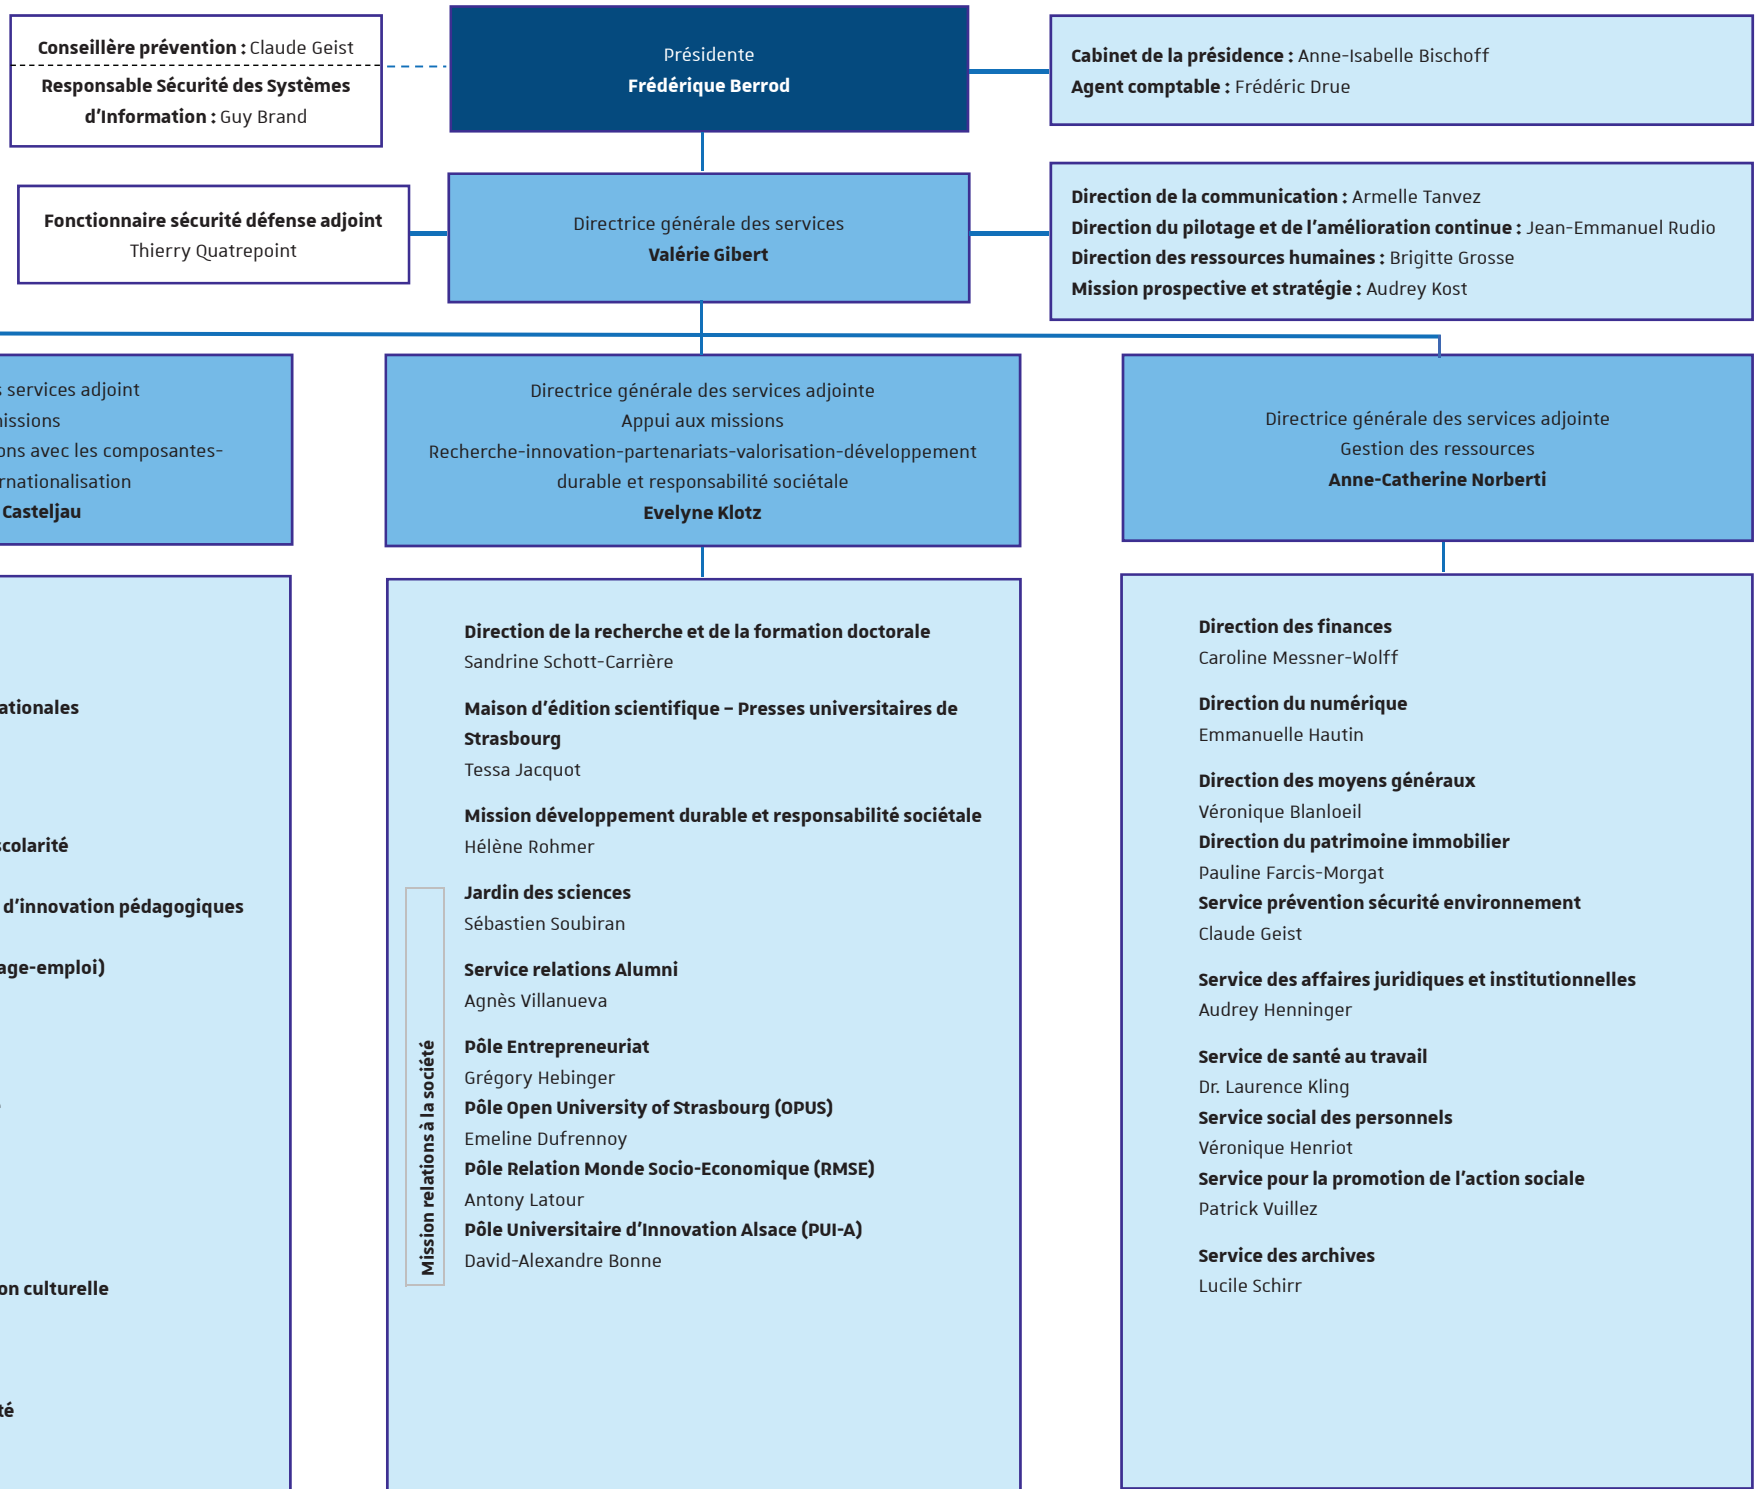 Conseillère prévention : Claude Geist
Responsable Sécurité des Systèmes
d'Information : Guy Brand
Présidente
Frédérique Berrod
Cabinet de la présidence : Anne-Isabelle Bischoff
Agent comptable : Frédéric Drue
Fonctionnaire sécurité défense adjoint
Thierry Quatrepoint
Directrice générale des services
Valérie Gibert
Direction de la communication : Armelle Tanvez
Direction du pilotage et de l'amélioration continue : Jean-Emmanuel Rudio
Direction des ressources humaines : Brigitte Grosse
Mission prospective et stratégie : Audrey Kost
s services adjoint
issions
ons avec les composantes-
rnationalisation
Casteljau
Directrice générale des services adjointe
Appui aux missions
Recherche-innovation-partenariats-valorisation-développement
durable et responsabilité sociétale
Evelyne Klotz
Directrice générale des services adjointe
Gestion des ressources
Anne-Catherine Norberti
ationales
scolarité
d'innovation pédagogiques
age-emploi)
on culturelle
té
Direction de la recherche et de la formation doctorale
Sandrine Schott-Carrière
Maison d'édition scientifique – Presses universitaires de
Strasbourg
Tessa Jacquot
Mission développement durable et responsabilité sociétale
Hélène Rohmer
Mission relations à la société
Jardin des sciences
Sébastien Soubiran
Service relations Alumni
Agnès Villanueva
Pôle Entrepreneuriat
Grégory Hebinger
Pôle Open University of Strasbourg (OPUS)
Emeline Dufrennoy
Pôle Relation Monde Socio-Economique (RMSE)
Antony Latour
Pôle Universitaire d'Innovation Alsace (PUI-A)
David-Alexandre Bonne
Direction des finances
Caroline Messner-Wolff
Direction du numérique
Emmanuelle Hautin
Direction des moyens généraux
Véronique Blanloeil
Direction du patrimoine immobilier
Pauline Farcis-Morgat
Service prévention sécurité environnement
Claude Geist
Service des affaires juridiques et institutionnelles
Audrey Henninger
Service de santé au travail
Dr. Laurence Kling
Service social des personnels
Véronique Henriot
Service pour la promotion de l'action sociale
Patrick Vuillez
Service des archives
Lucile Schirr